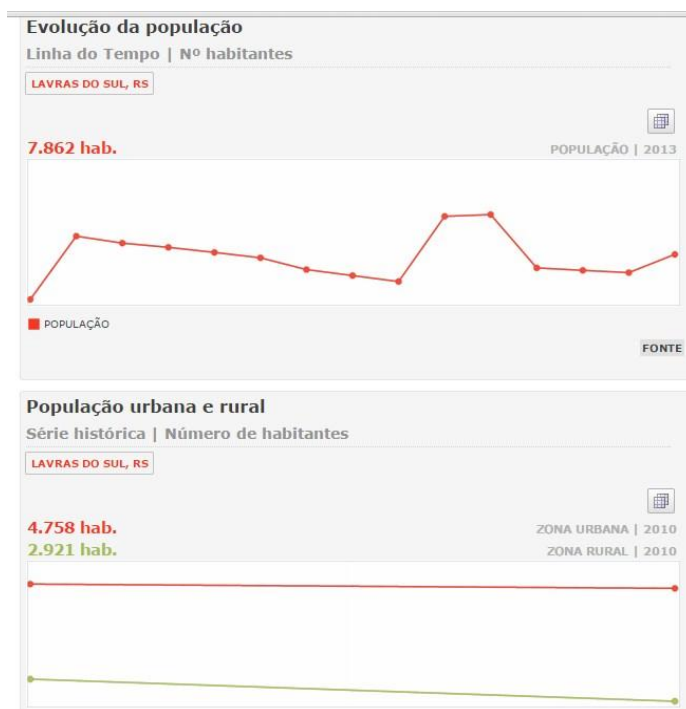 Evolução da população
Linha do Tempo | Nº habitantes
LAVRAS DO SUL, RS
7.862 hab.
POPULAÇÃO | 2013
POPULAÇÃO
FONTE
População urbana e rural
Série histórica | Número de habitantes
LAVRAS DO SUL, RS
4.758 hab.
ZONA URBANA | 2010
2.921 hab.
ZONA RURAL | 2010